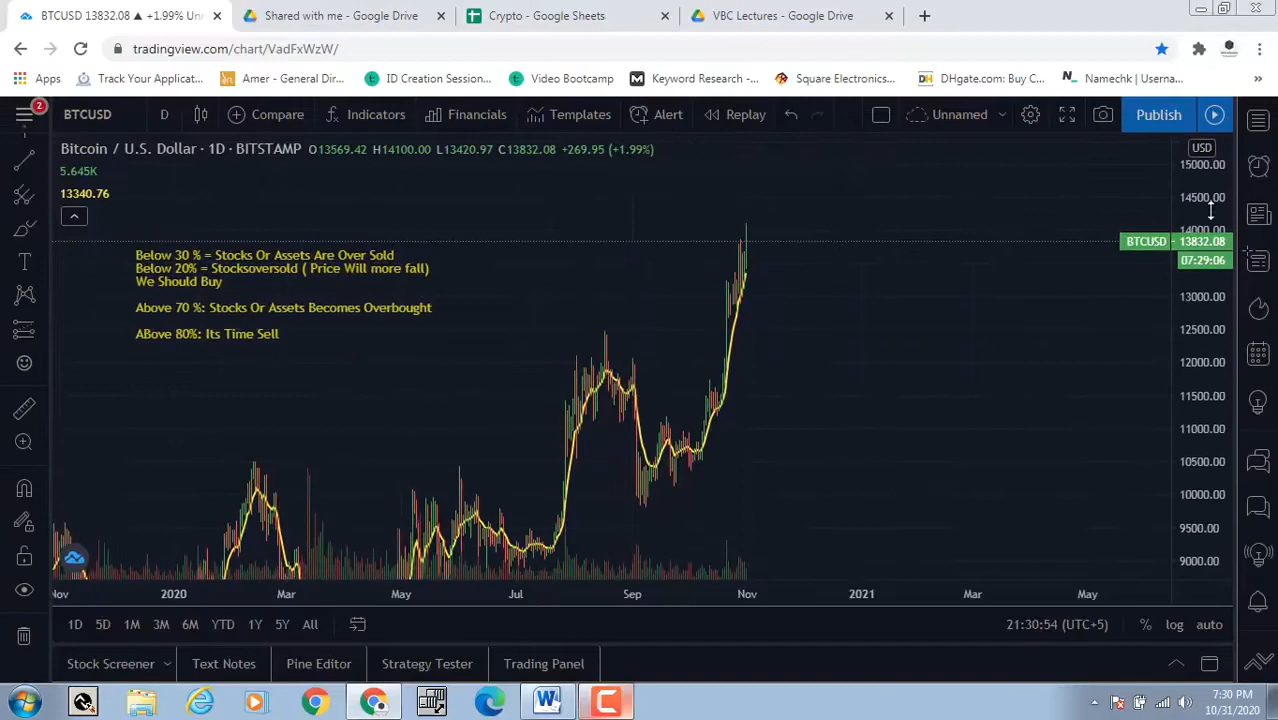 BTCUSD 13832.08 ▲ +1.99% Un
Shared with me - Google Drive
Crypto - Google Sheets
VBC Lectures - Google Drive
tradingview.com/chart/VadFxWzW/
Apps
Track Your Applicat...
Amer - General Dir...
ID Creation Session...
Video Bootcamp
Keyword Research -...
Square Electronics...
DHgate.com: Buy C...
Namechk | Userna...
»
2
BTCUSD
D
Compare
Indicators
Financials
Templates
Alert
Replay
Unnamed
Publish
Bitcoin / U.S. Dollar · 1D · BITSTAMP O13569.42 H14100.00 L13420.97 C13832.08 +269.95 (+1.99%)
USD
5.645K
13340.76
15000.00
14500.00
14000.00
BTCUSD 13832.08
07:29:06
13000.00
12500.00
12000.00
11500.00
11000.00
10500.00
10000.00
9500.00
9000.00
Below 30 % = Stocks Or Assets Are Over Sold
Below 20% = Stocksoversold ( Price Will more fall)
We Should Buy
Above 70 %: Stocks Or Assets Becomes Overbought
ABove 80%: Its Time Sell
Nov 2020 Mar May Jul Sep Nov 2021 Mar May
1D 5D 1M 3M 6M YTD 1Y 5Y All
21:30:54 (UTC+5) % log auto
Stock Screener
Text Notes
Pine Editor
Strategy Tester
Trading Panel
7:30 PM
10/31/2020